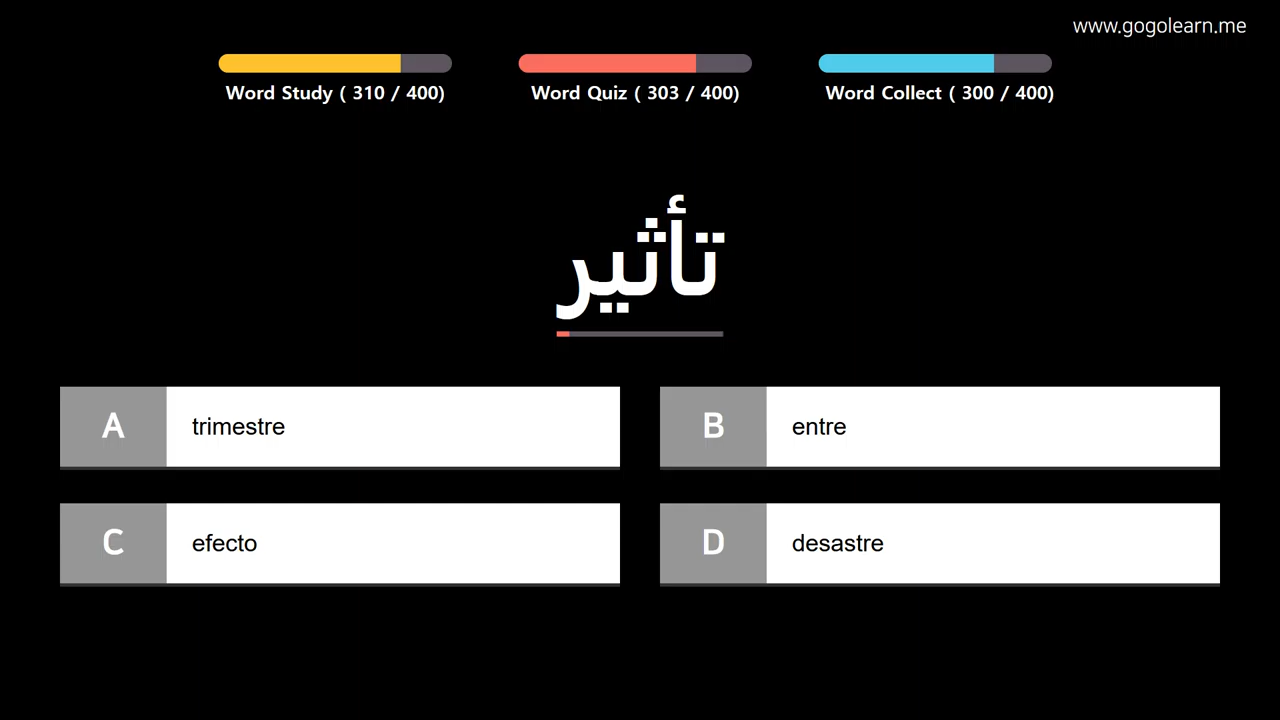 www.gogolearn.me
Word Study ( 310 / 400)
Word Quiz ( 303 / 400)
Word Collect ( 300 / 400)
تأثير
A trimestre
B entre
C efecto
D desastre